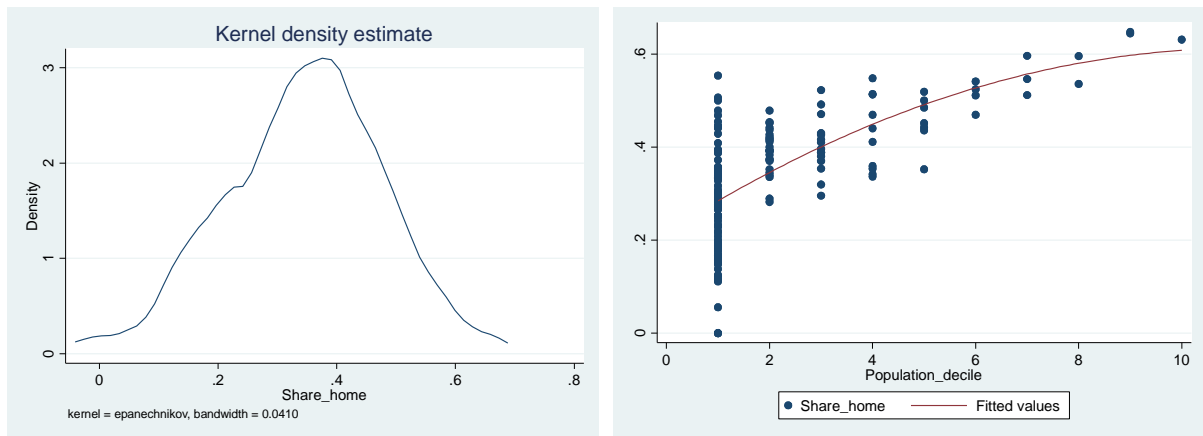 Kernel density estimate
Density
3
2
1
0
0
.2
.4
.6
.8
Share_home
kernel = epanechnikov, bandwidth = 0.0410
.6
.4
.2
0
0
2
4
6
8
10
Population_decile
Share_home
Fitted values